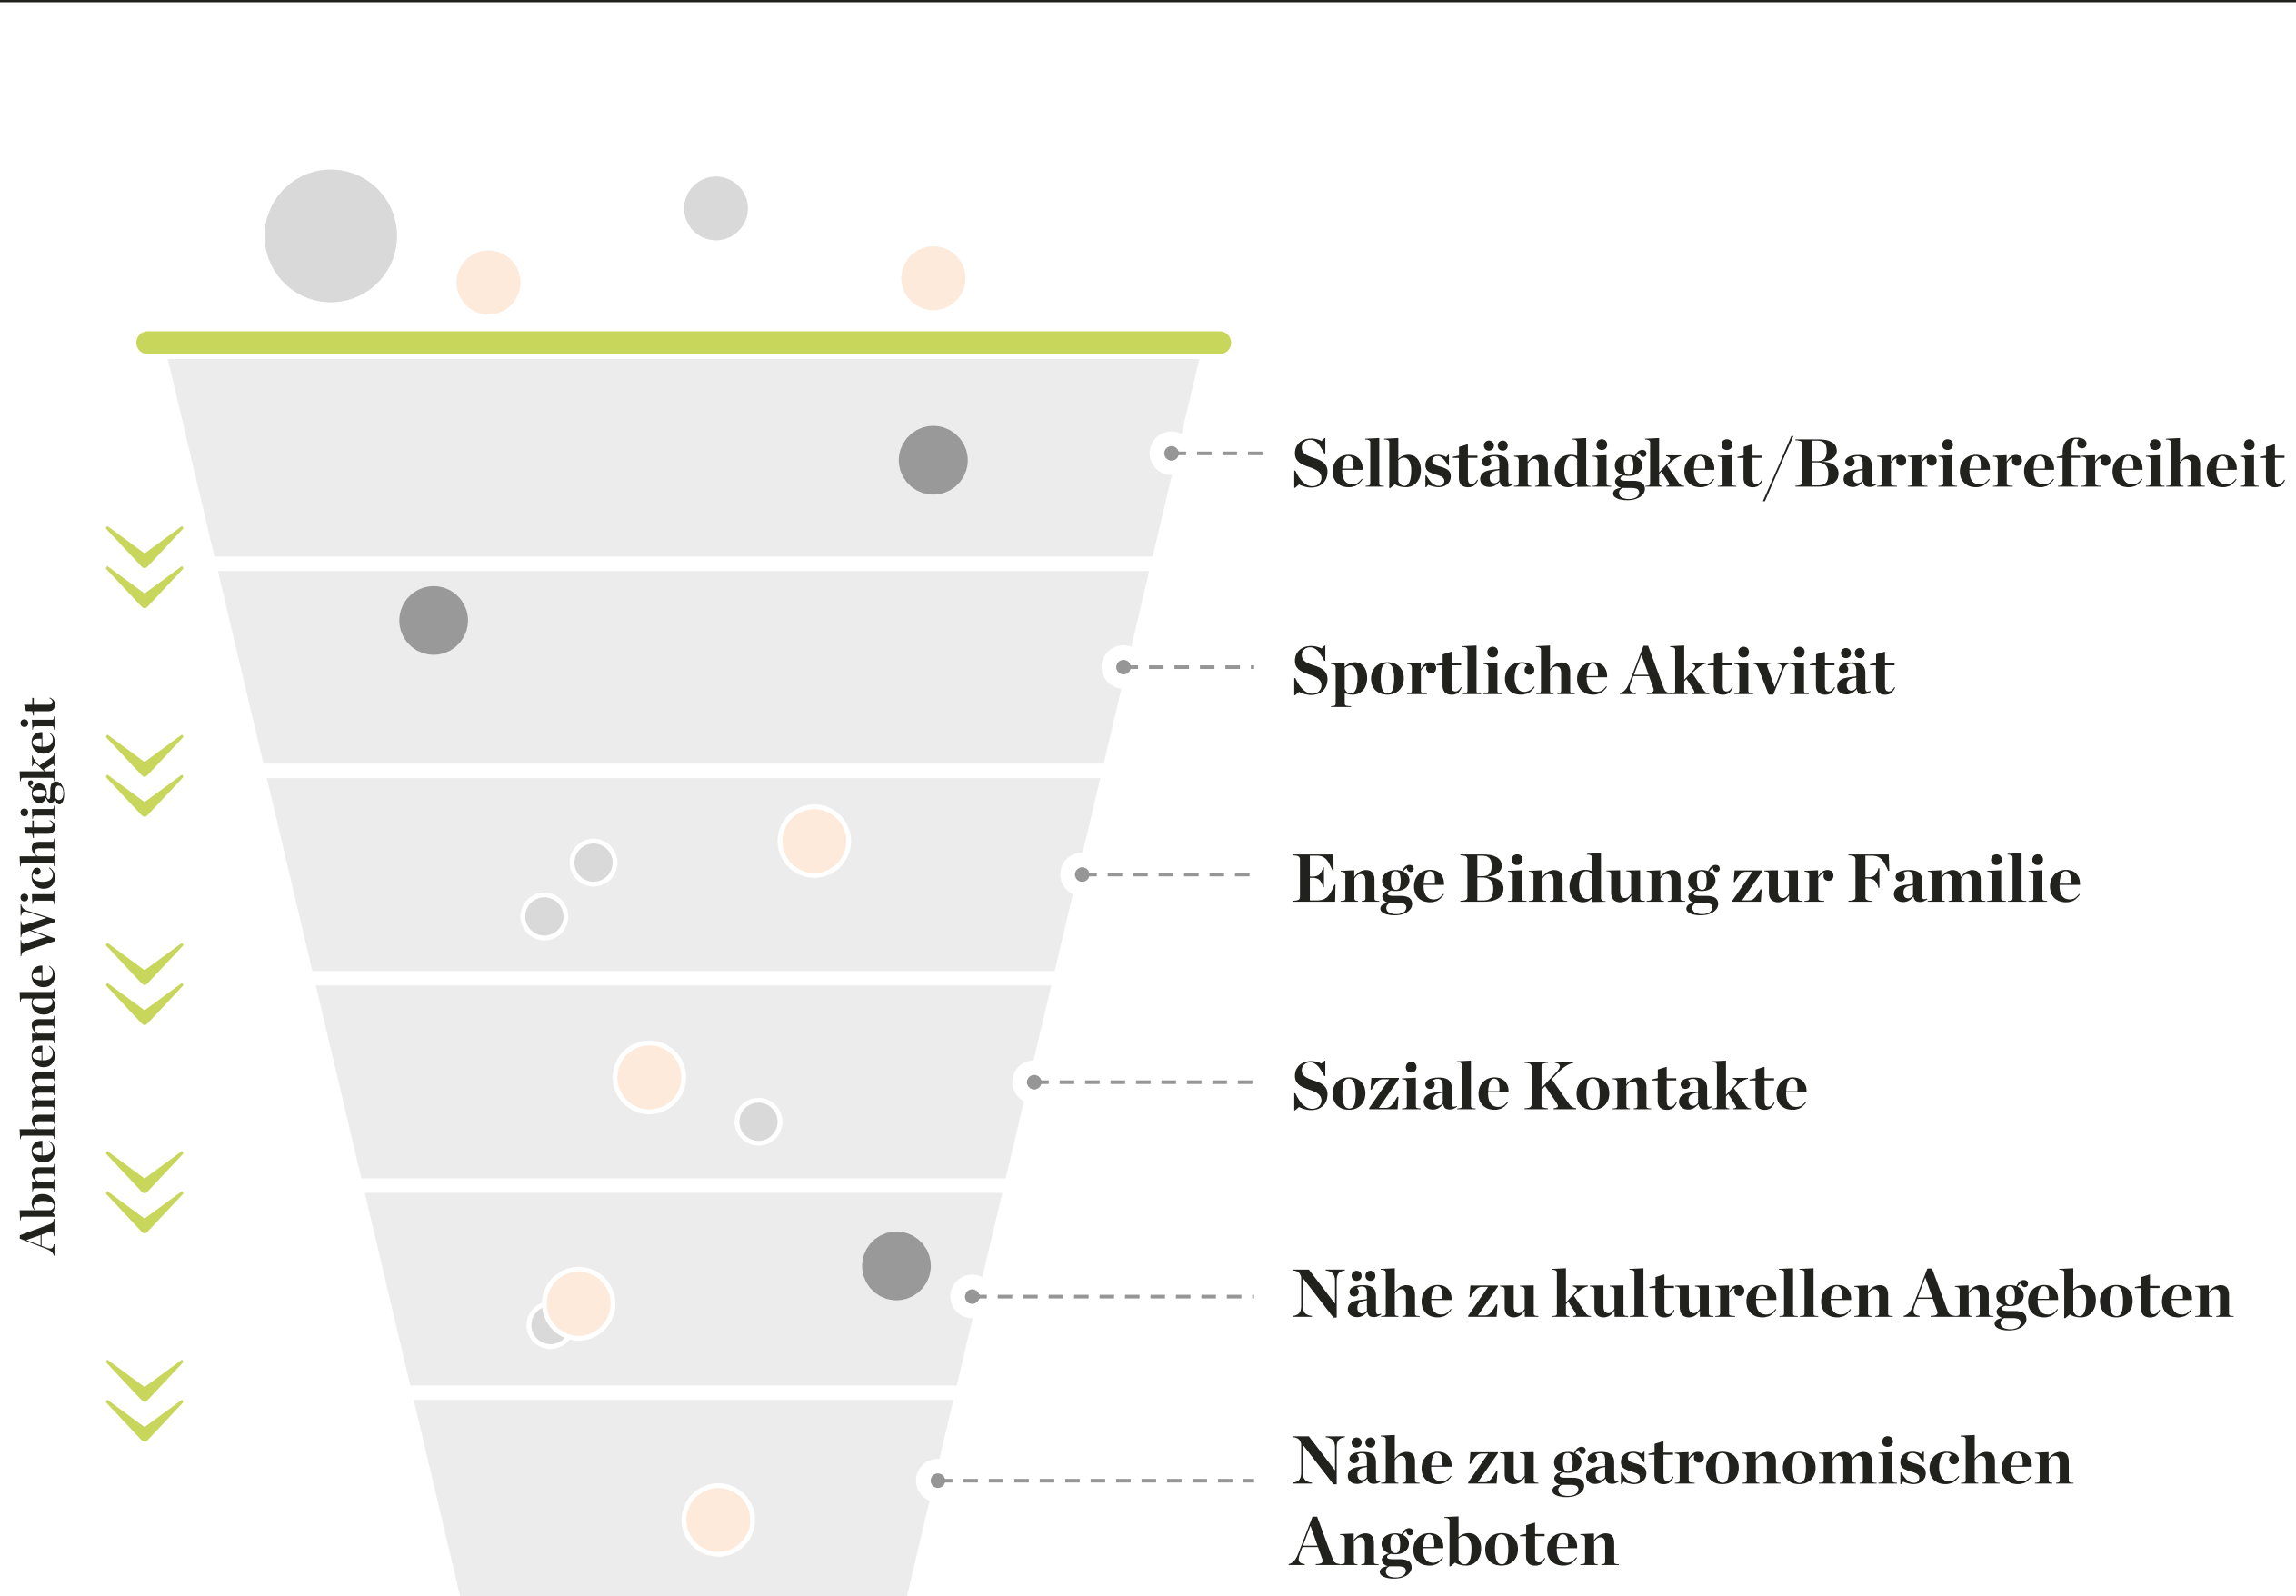 Abnehmende Wichtigkeit
Selbständigkeit/Barrierefreiheit
Sportliche Aktivität
Enge Bindung zur Familie
Soziale Kontakte
Nähe zu kulturellen Angeboten
Nähe zu gastronomischen
Angeboten